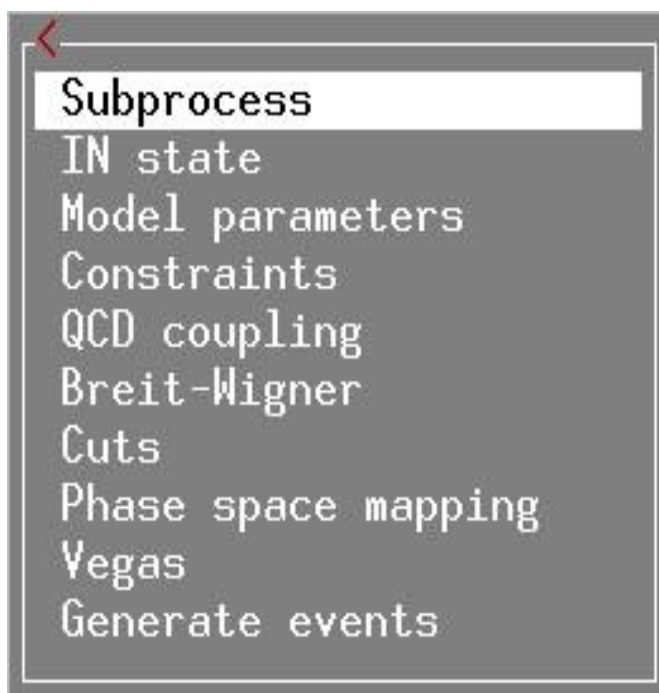 <
Subprocess
IN state
Model parameters
Constraints
QCD coupling
Breit-Wigner
Cuts
Phase space mapping
Vegas
Generate events